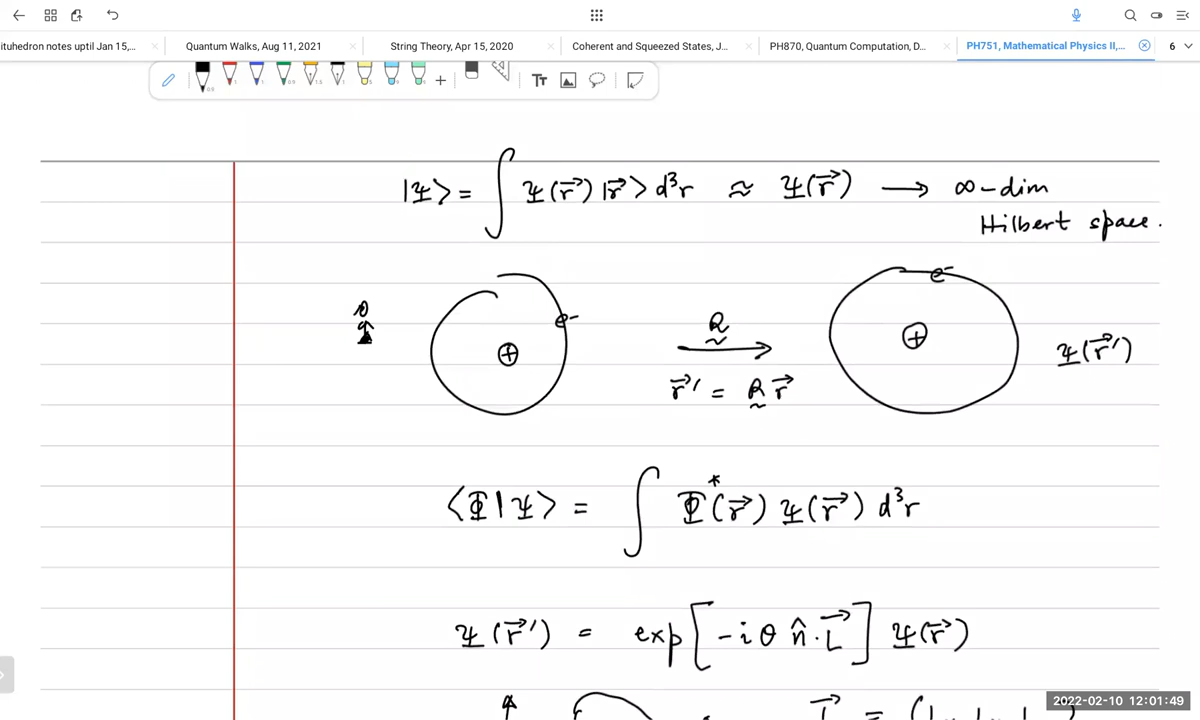 ituhedron notes uptil Jan 15,...
Quantum Walks, Aug 11, 2021
String Theory, Apr 15, 2020
Coherent and Squeezed States, J...
PH870, Quantum Computation, D...
PH751, Mathematical Physics II,...
6
Tт
|Ψ> = ∫ Ψ(r⃗) |r⃗> d³r ≈ Ψ(r⃗) → ∞-dim
Hilbert space.
e⁻ ⊕
R
r⃗' = R r⃗
e⁻ ⊕
Ψ(r⃗')
<Φ|Ψ> = ∫ Φ*(r⃗) Ψ(r⃗) d³r
Ψ(r⃗') = exp[-iθ n̂·L⃗] Ψ(r⃗)
2022-02-10 12:01:49